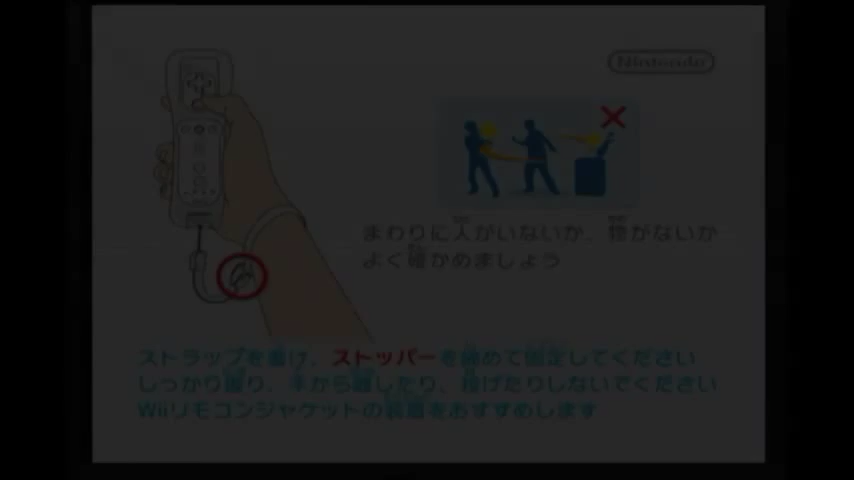 Nintendo
まわりに人がいないか、物がないか
よく確かめましょう
ストラップを着け、ストッパーを締めて固定してください
しっかり握り、手から離したり、投げたりしないでください
Wiiリモコンジャケットの装着をおすすめします